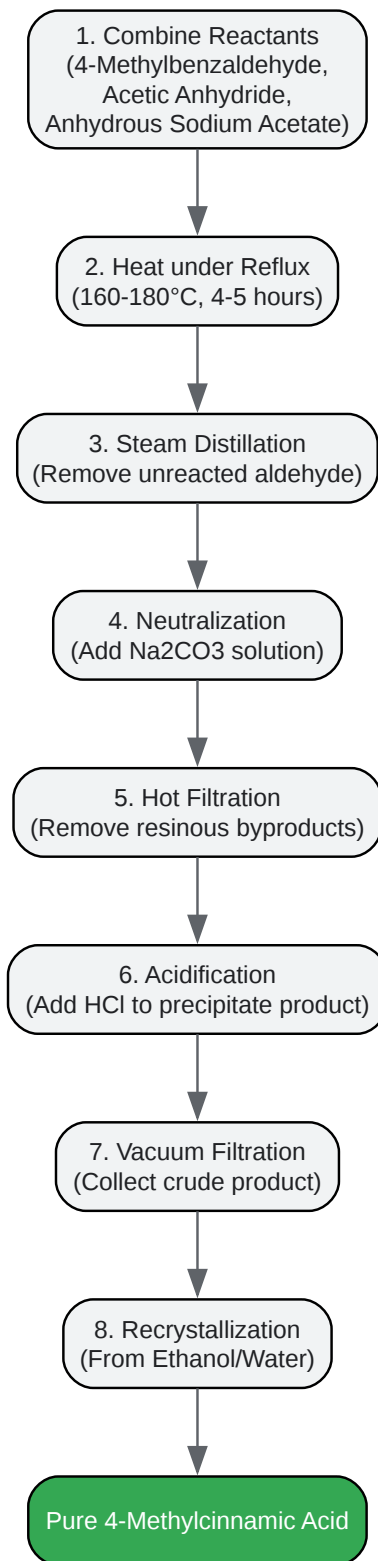 1. Combine Reactants
(4-Methylbenzaldehyde,
Acetic Anhydride,
Anhydrous Sodium Acetate)
2. Heat under Reflux
(160-180°C, 4-5 hours)
3. Steam Distillation
(Remove unreacted aldehyde)
4. Neutralization
(Add Na2CO3 solution)
5. Hot Filtration
(Remove resinous byproducts)
6. Acidification
(Add HCl to precipitate product)
7. Vacuum Filtration
(Collect crude product)
8. Recrystallization
(From Ethanol/Water)
Pure 4-Methylcinnamic Acid